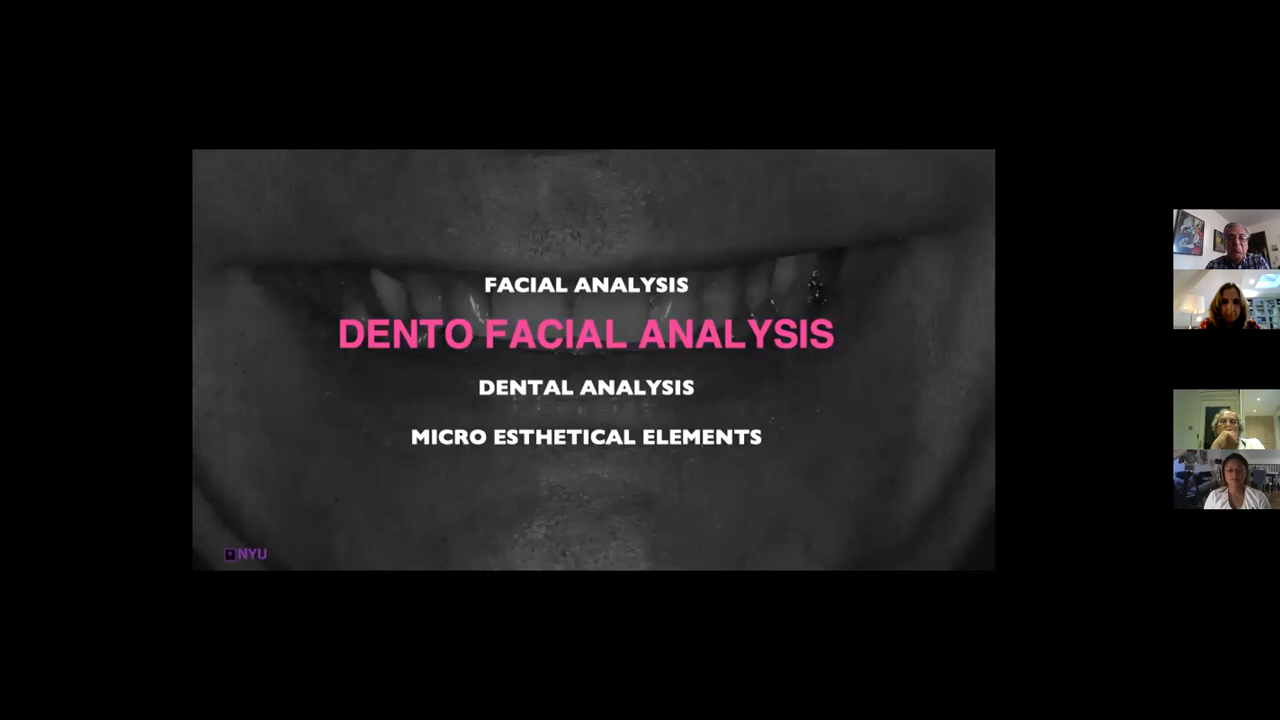 FACIAL ANALYSIS
DENTO FACIAL ANALYSIS
DENTAL ANALYSIS
MICRO ESTHETICAL ELEMENTS
NYU